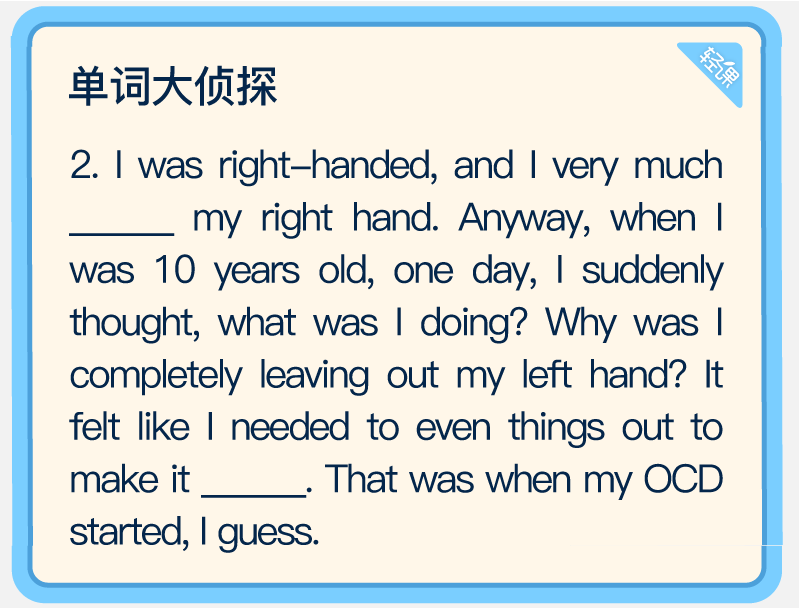 单词大侦探
轻课
2. I was right-handed, and I very much
______ my right hand. Anyway, when I
was 10 years old, one day, I suddenly
thought, what was I doing? Why was I
completely leaving out my left hand? It
felt like I needed to even things out to
make it ______. That was when my OCD
started, I guess.